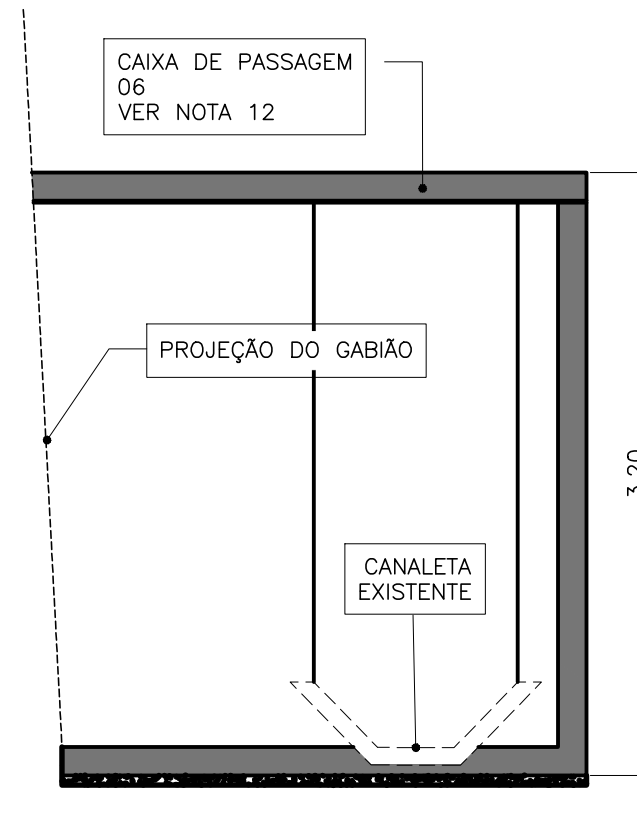 CAIXA DE PASSAGEM
06
VER NOTA 12
PROJEÇÃO DO GABIÃO
3,20
CANALETA
EXISTENTE